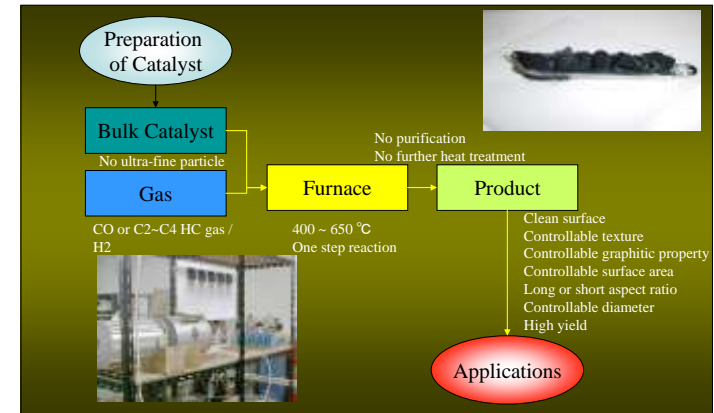 Preparation
of Catalyst
Bulk Catalyst
No ultra-fine particle
Gas
CO or C2~C4 HC gas /
H2
Furnace
400 ~ 650 ℃
One step reaction
No purification
No further heat treatment
Product
Clean surface
Controllable texture
Controllable graphitic property
Controllable surface area
Long or short aspect ratio
Controllable diameter
High yield
Applications